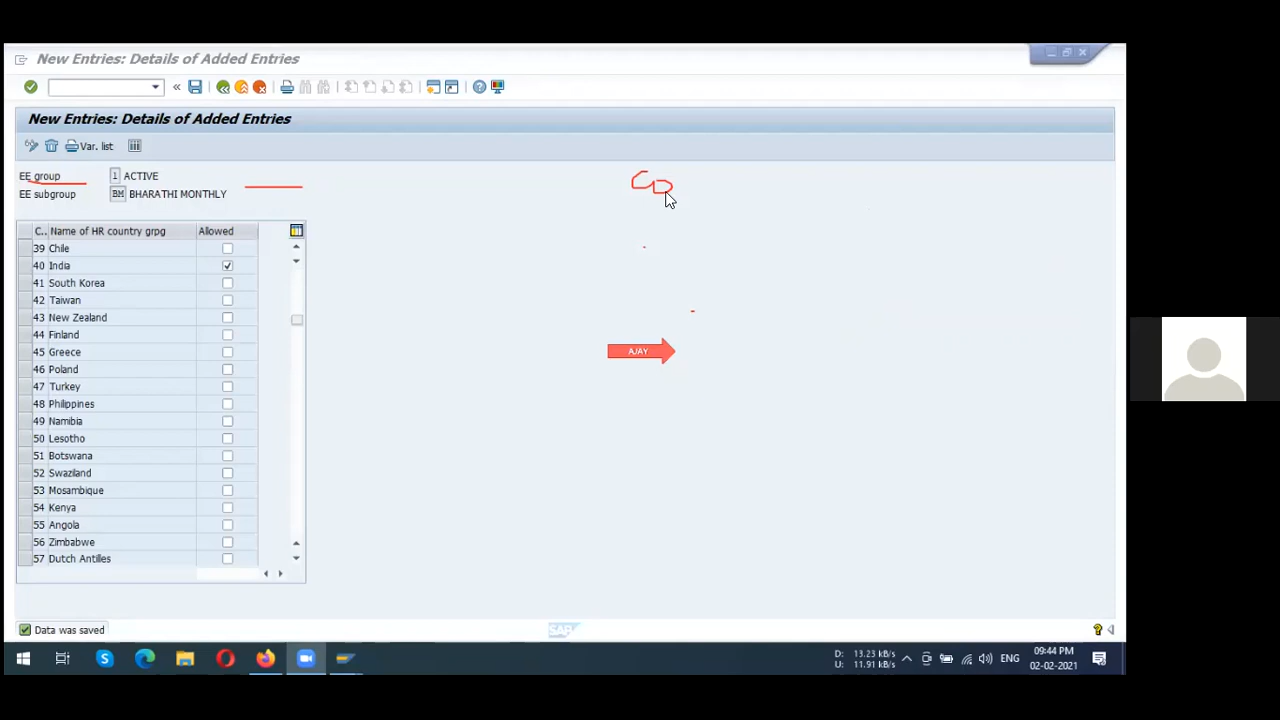 New Entries: Details of Added Entries
New Entries: Details of Added Entries
Var. list
EE group 1 ACTIVE
EE subgroup BM BHARATHI MONTHLY
CD
C.. Name of HR country grpg Allowed
39 Chile
40 India
41 South Korea
42 Taiwan
43 New Zealand
44 Finland
45 Greece
46 Poland
47 Turkey
48 Philippines
49 Namibia
50 Lesotho
51 Botswana
52 Swaziland
53 Mosambique
54 Kenya
55 Angola
56 Zimbabwe
57 Dutch Antilles
AJAY
Data was saved
SAP
D: 13.23 kB/s
U: 11.91 kB/s
ENG
09:44 PM
02-02-2021